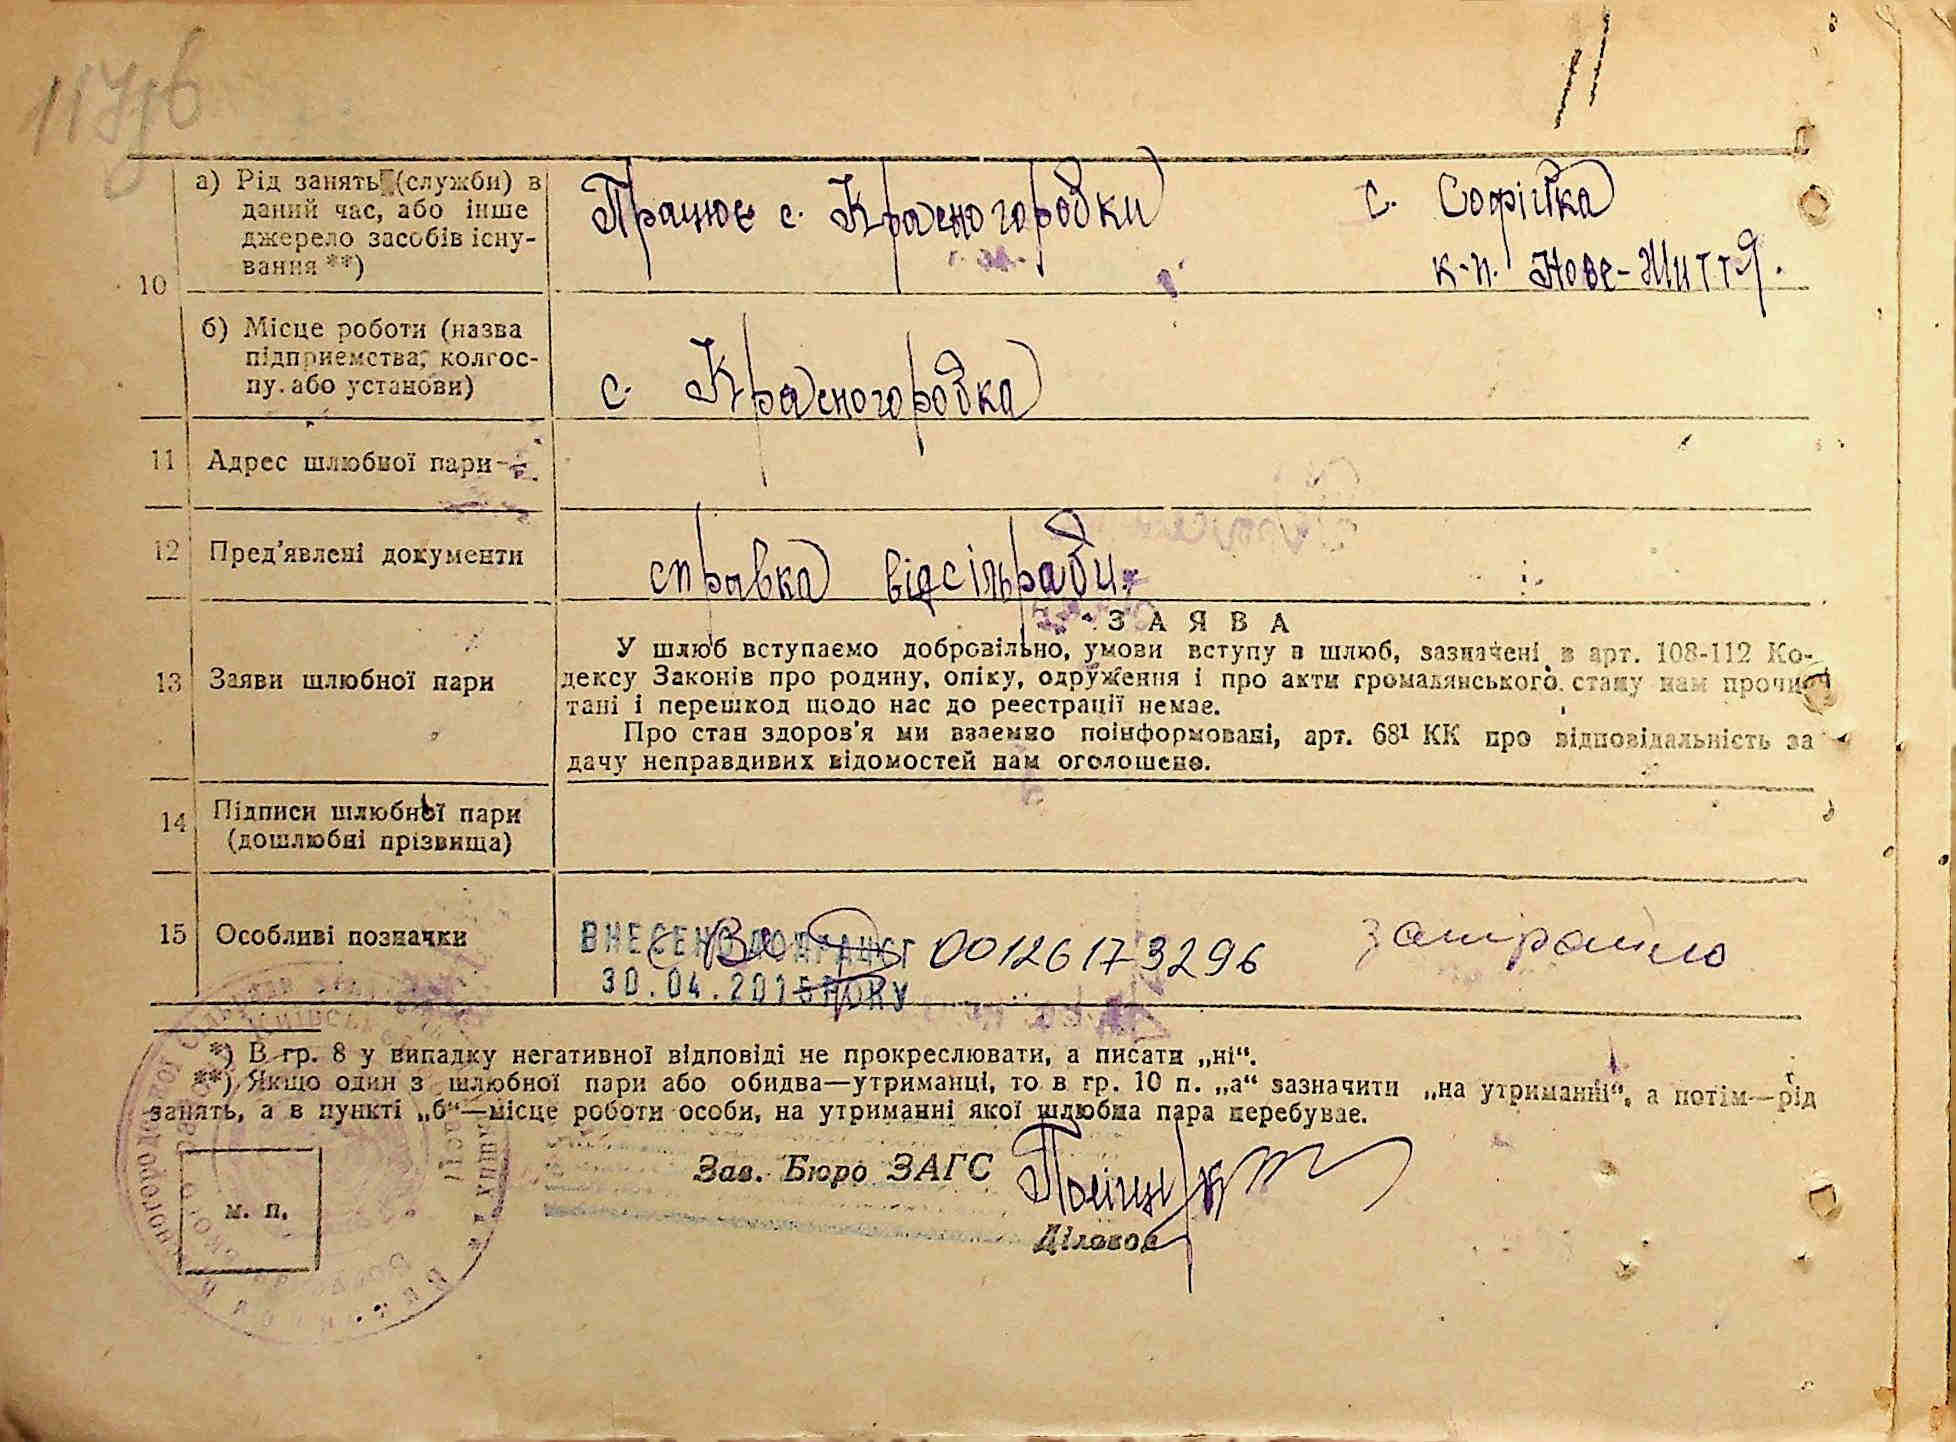 11
а) Рід занять (служби) в даний час, або інше джерело засобів існу-
вання **)
Працює с. Красногородки
с. Софіївка
к-п. Нове-Життя.
10
б) Місце роботи (назва
підприємства, колгос-
пу або установи)
с. Красногородка
11 Адрес шлюбної пари
12 Пред'явлені документи
справка відсільради.
ЗАЯВА
13 Заяви шлюбної пари
У шлюб вступаємо добровільно, умови вступу в шлюб, зазначені в арт. 108-112 Ко-
дексу Законів про родину, опіку, одруження і про акти громадянського стану нам прочи-
тані і перешкод щодо нас до реєстрації немає.
Про стан здоров'я ми взаємно поінформовані, арт. 68¹ КК про відповідальність за
дачу неправдивих відомостей нам оголошено.
14 Підписи шлюбної пари
(дошлюбні прізвища)
15 Особливі позначки
ВНЕСЕНО ДО ДРАЦСГ
00126173296
30.04.2015 РОКУ
*) В гр. 8 у випадку негативної відповіді не прокреслювати, а писати „ні“.
**) Якщо один з шлюбної пари або обидва—утриманці, то в гр. 10 п. „а“ зазначити „на утриманні“, а потім—рід
занять, а в пункті „б“—місце роботи особи, на утриманні якої шлюбна пара перебуває.
Зав. Бюро ЗАГС
м. п.
Діловод